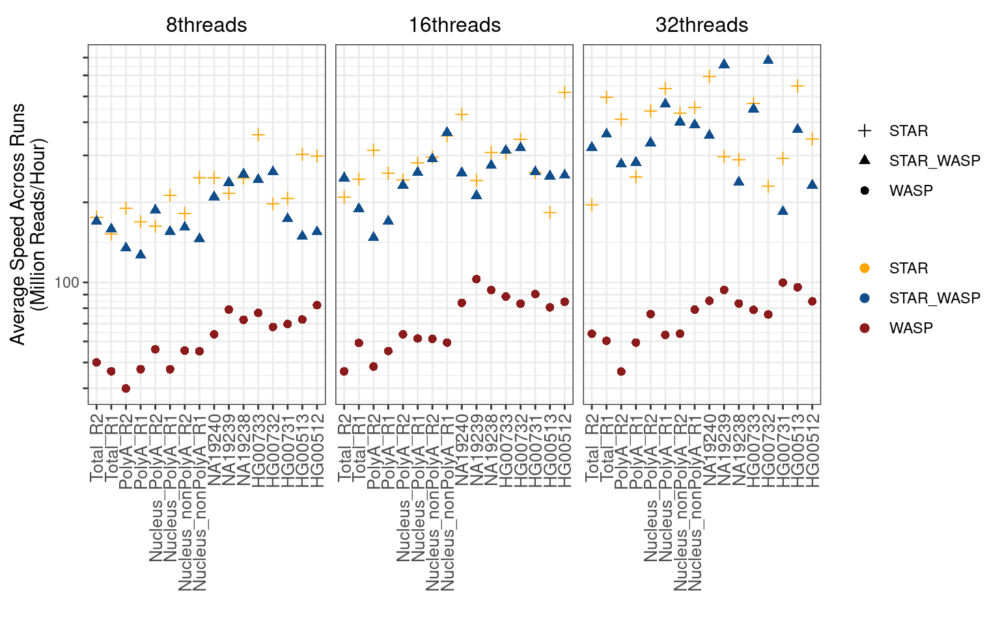 8threads
16threads
32threads
Average Speed Across Runs
(Million Reads/Hour)
100
Total_R2
Total_R1
PolyA_R2
PolyA_R1
Nucleus_PolyA_R2
Nucleus_PolyA_R1
Nucleus_nonPolyA_R2
Nucleus_nonPolyA_R1
NA19240
NA19239
NA19238
HG00733
HG00732
HG00731
HG00513
HG00512
Total_R2
Total_R1
PolyA_R2
PolyA_R1
Nucleus_PolyA_R2
Nucleus_PolyA_R1
Nucleus_nonPolyA_R2
Nucleus_nonPolyA_R1
NA19240
NA19239
NA19238
HG00733
HG00732
HG00731
HG00513
HG00512
Total_R2
Total_R1
PolyA_R2
PolyA_R1
Nucleus_PolyA_R2
Nucleus_PolyA_R1
Nucleus_nonPolyA_R2
Nucleus_nonPolyA_R1
NA19240
NA19239
NA19238
HG00733
HG00732
HG00731
HG00513
HG00512
STAR
STAR_WASP
WASP
STAR
STAR_WASP
WASP